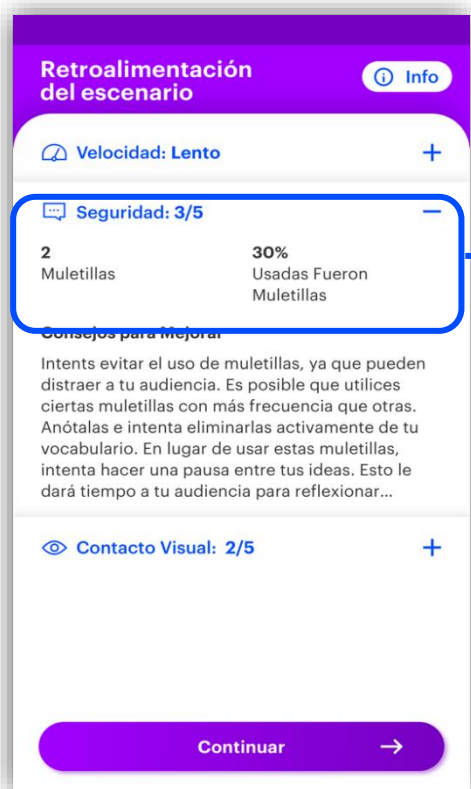 Retroalimentación
del escenario
Info
Velocidad: Lento
Seguridad: 3/5
2
Muletillas
30%
Usadas Fueron
Muletillas
Consejos para Mejorar
Intents evitar el uso de muletillas, ya que pueden
distraer a tu audiencia. Es posible que utilices
ciertas muletillas con más frecuencia que otras.
Anótalas e intenta eliminarlas activamente de tu
vocabulario. En lugar de usar estas muletillas,
intenta hacer una pausa entre tus ideas. Esto le
dará tiempo a tu audiencia para reflexionar...
Contacto Visual: 2/5
Continuar